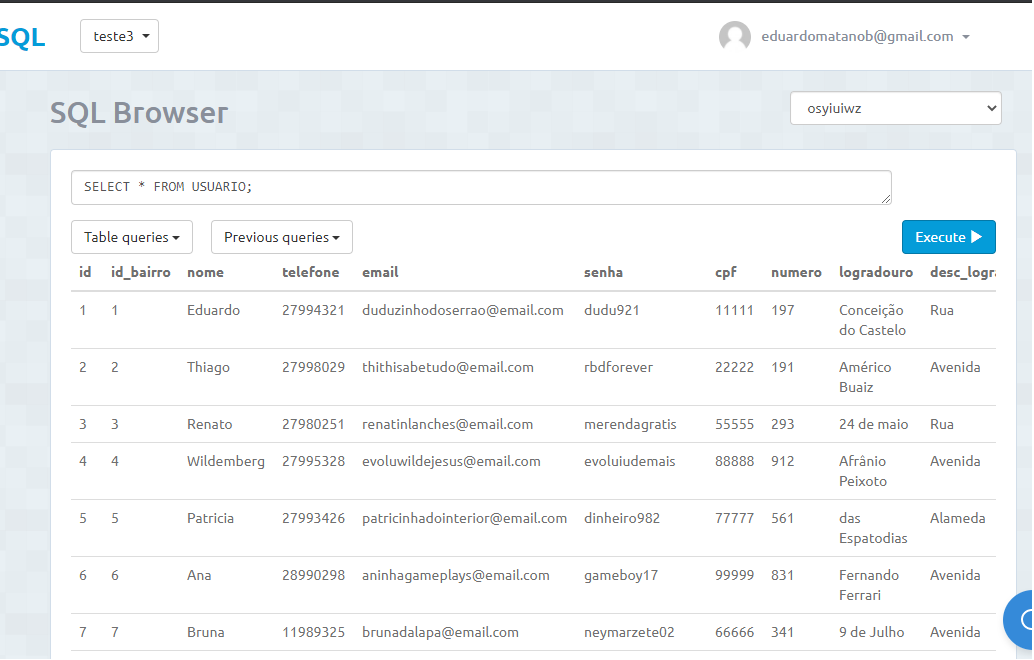 SQL teste3 eduardomatanob@gmail.com
SQL Browser osyiuiwz
SELECT * FROM USUARIO;
Table queries Previous queries Execute
id id_bairro nome telefone email senha cpf numero logradouro desc_logra
1 1 Eduardo 27994321 duduzinhodoserrao@email.com dudu921 11111 197 Conceição Rua
do Castelo
2 2 Thiago 27998029 thithisabetudo@email.com rbdforever 22222 191 Américo Avenida
Buaiz
3 3 Renato 27980251 renatinlanches@email.com merendagratis 55555 293 24 de maio Rua
4 4 Wildemberg 27995328 evoluwildejesus@email.com evoluiudemais 88888 912 Afrânio Avenida
Peixoto
5 5 Patricia 27993426 patricinhadointerior@email.com dinheiro982 77777 561 das Alameda
Espatodias
6 6 Ana 28990298 aninhagameplays@email.com gameboy17 99999 831 Fernando Avenida
Ferrari
7 7 Bruna 11989325 brunadalapa@email.com neymarzete02 66666 341 9 de Julho Avenida